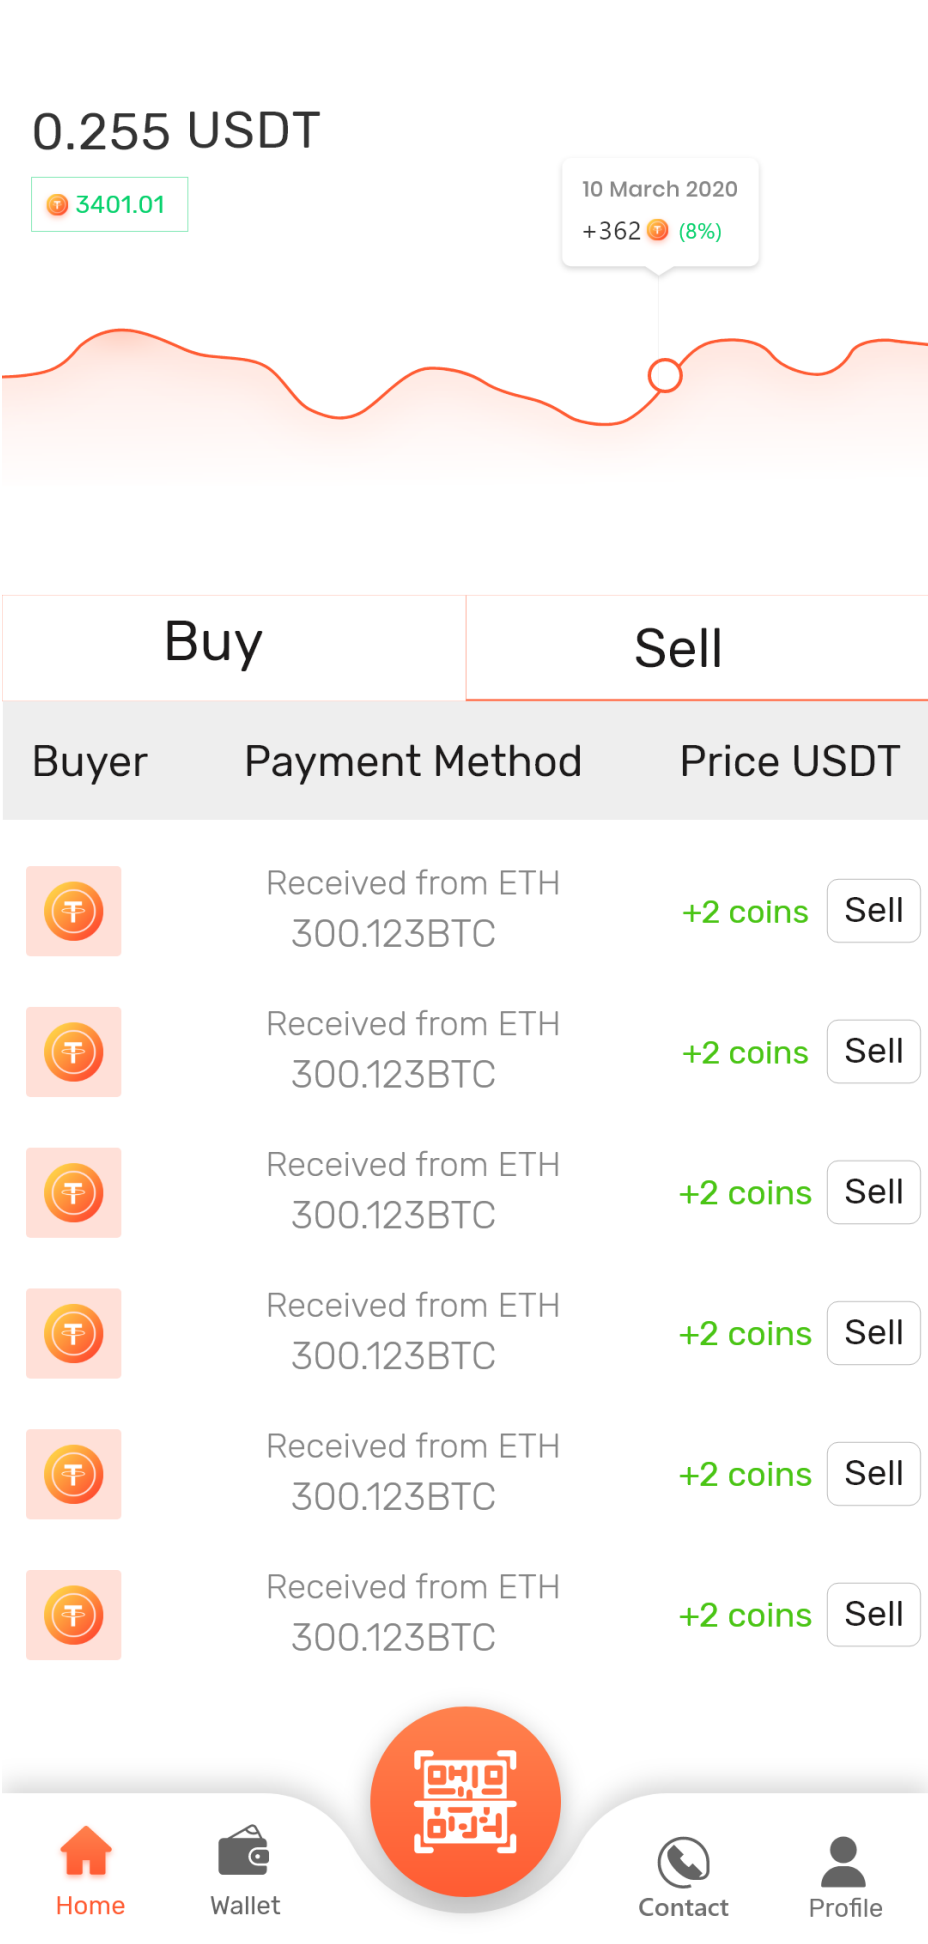 0.255 USDT
3401.01
10 March 2020
+362 (8%)
Buy Sell
Buyer Payment Method Price USDT
Received from ETH
300.123BTC
+2 coins Sell
Received from ETH
300.123BTC
+2 coins Sell
Received from ETH
300.123BTC
+2 coins Sell
Received from ETH
300.123BTC
+2 coins Sell
Received from ETH
300.123BTC
+2 coins Sell
Received from ETH
300.123BTC
+2 coins Sell
Home Wallet Contact Profile